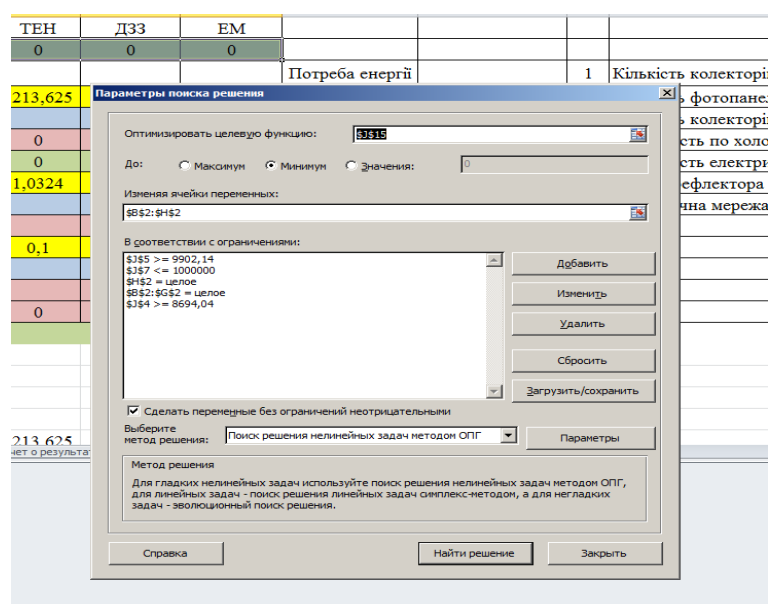 ТЕН ДЗЗ ЕМ
0 0 0
Потреба енергії 1 Кількість колекторі
Параметры поиска решения
213,625 ь фотопане
Оптимизировать целевую функцию: $J$15
ь колекторі
0 сть по холо
До: Максимум Минимум Значения: 0
0 сть електри
1,0324 ефлектора
Изменяя ячейки переменных:
$B$2:$H$2
чна мережа
В соответствии с ограничениями:
0,1
$J$5 >= 9902,14
$J$7 <= 1000000
$H$2 = целое
$B$2:$G$2 = целое
$J$4 >= 8694,04
Добавить
Изменить
0
Удалить
Сбросить
Загрузить/сохранить
Сделать переменные без ограничений неотрицательными
Выберите
метод решения: Поиск решения нелинейных задач методом ОПГ Параметры
213,625
чет о результа
Метод решения
Для гладких нелинейных задач используйте поиск решения нелинейных задач методом ОПГ,
для линейных задач - поиск решения линейных задач симплекс-методом, а для негладких
задач - эволюционный поиск решения.
Справка Найти решение Закрыть